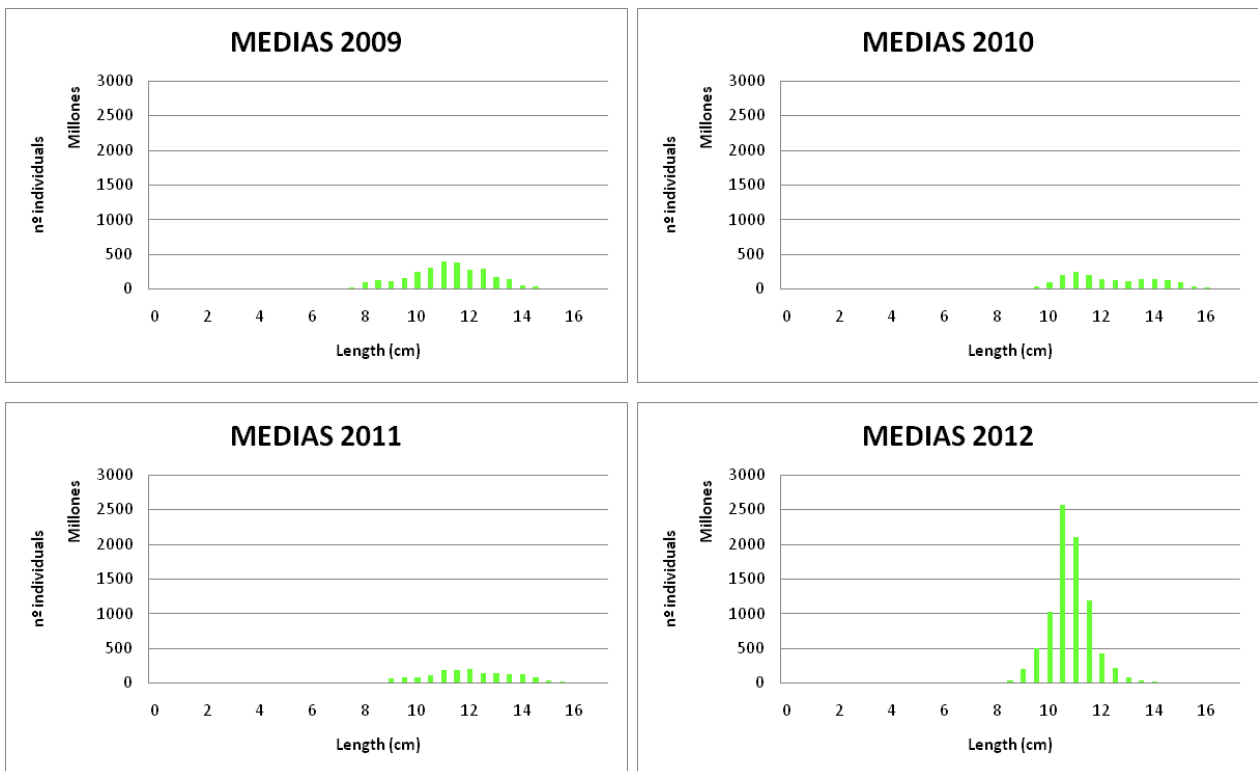 MEDIAS 2009
nº individuals
Millones
3000
2500
2000
1500
1000
500
0
0 2 4 6 8 10 12 14 16
Length (cm)
MEDIAS 2010
nº individuals
Millones
3000
2500
2000
1500
1000
500
0
0 2 4 6 8 10 12 14 16
Length (cm)
MEDIAS 2011
nº individuals
Millones
3000
2500
2000
1500
1000
500
0
0 2 4 6 8 10 12 14 16
Length (cm)
MEDIAS 2012
nº individuals
Millones
3000
2500
2000
1500
1000
500
0
0 2 4 6 8 10 12 14 16
Length (cm)